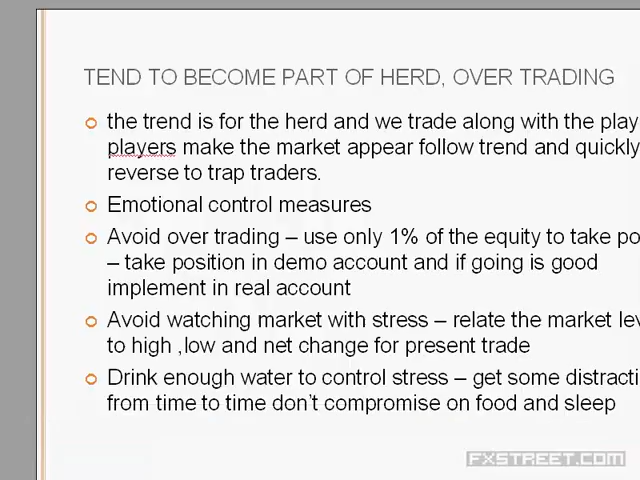 TEND TO BECOME PART OF HERD, OVER TRADING
the trend is for the herd and we trade along with the play
players make the market appear follow trend and quickly
reverse to trap traders.
Emotional control measures
Avoid over trading – use only 1% of the equity to take po
– take position in demo account and if going is good
implement in real account
Avoid watching market with stress – relate the market lev
to high ,low and net change for present trade
Drink enough water to control stress – get some distracti
from time to time don't compromise on food and sleep
FXSTREET.COM